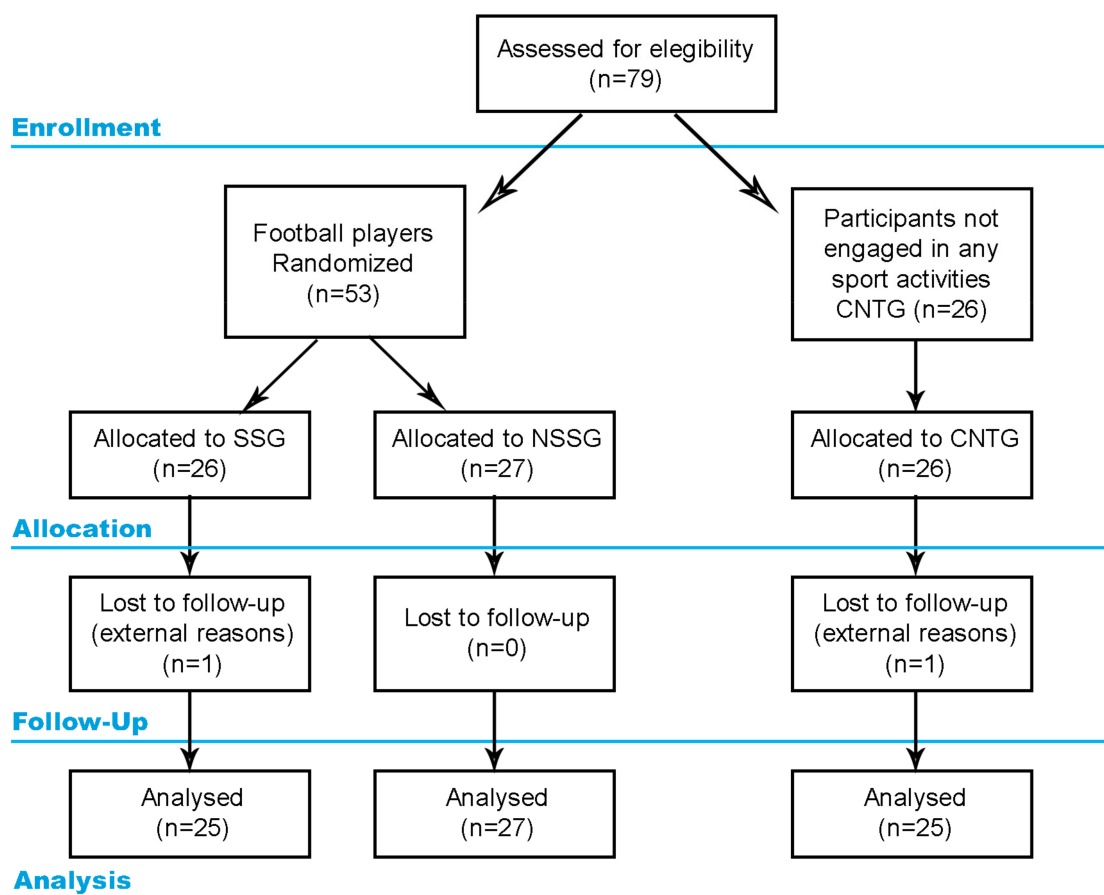 Assessed for elegibility
(n=79)
Enrollment
Football players
Randomized
(n=53)
Participants not
engaged in any
sport activities
CNTG (n=26)
Allocated to SSG
(n=26)
Allocated to NSSG
(n=27)
Allocated to CNTG
(n=26)
Allocation
Lost to follow-up
(external reasons)
(n=1)
Lost to follow-up
(n=0)
Lost to follow-up
(external reasons)
(n=1)
Follow-Up
Analysed
(n=25)
Analysed
(n=27)
Analysed
(n=25)
Analysis